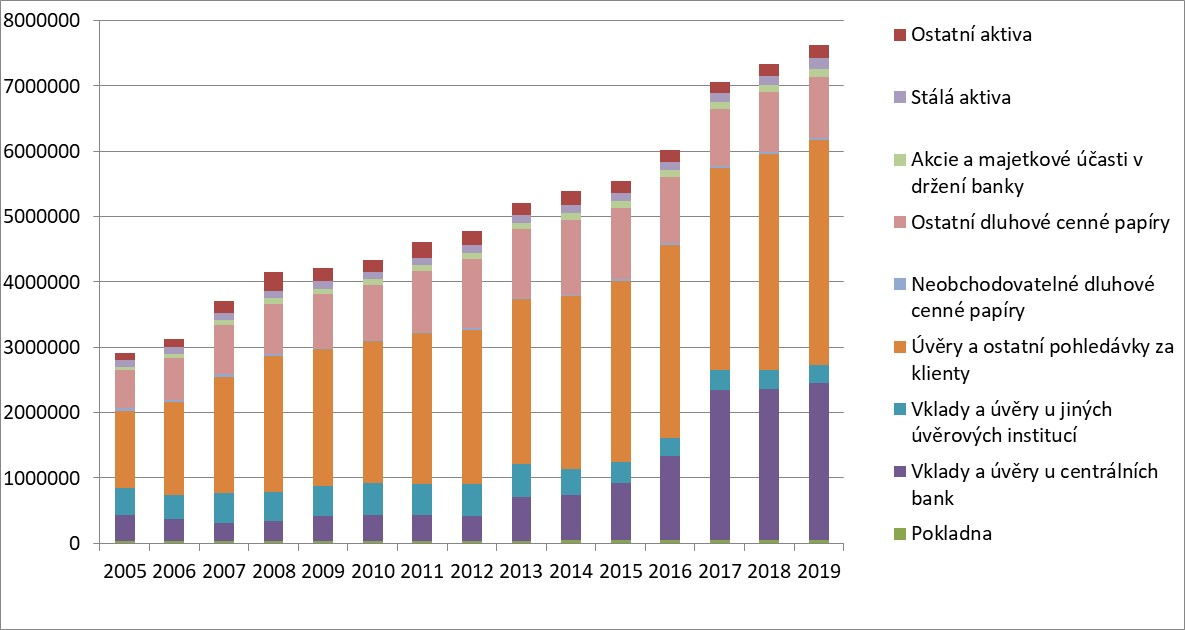 8000000
7000000
6000000
5000000
4000000
3000000
2000000
1000000
0
2005 2006 2007 2008 2009 2010 2011 2012 2013 2014 2015 2016 2017 2018 2019
Ostatní aktiva
Stálá aktiva
Akcie a majetkové účasti v
držení banky
Ostatní dluhové cenné papíry
Neobchodovatelné dluhové
cenné papíry
Úvěry a ostatní pohledávky za
klienty
Vklady a úvěry u jiných
úvěrových institucí
Vklady a úvěry u centrálních
bank
Pokladna